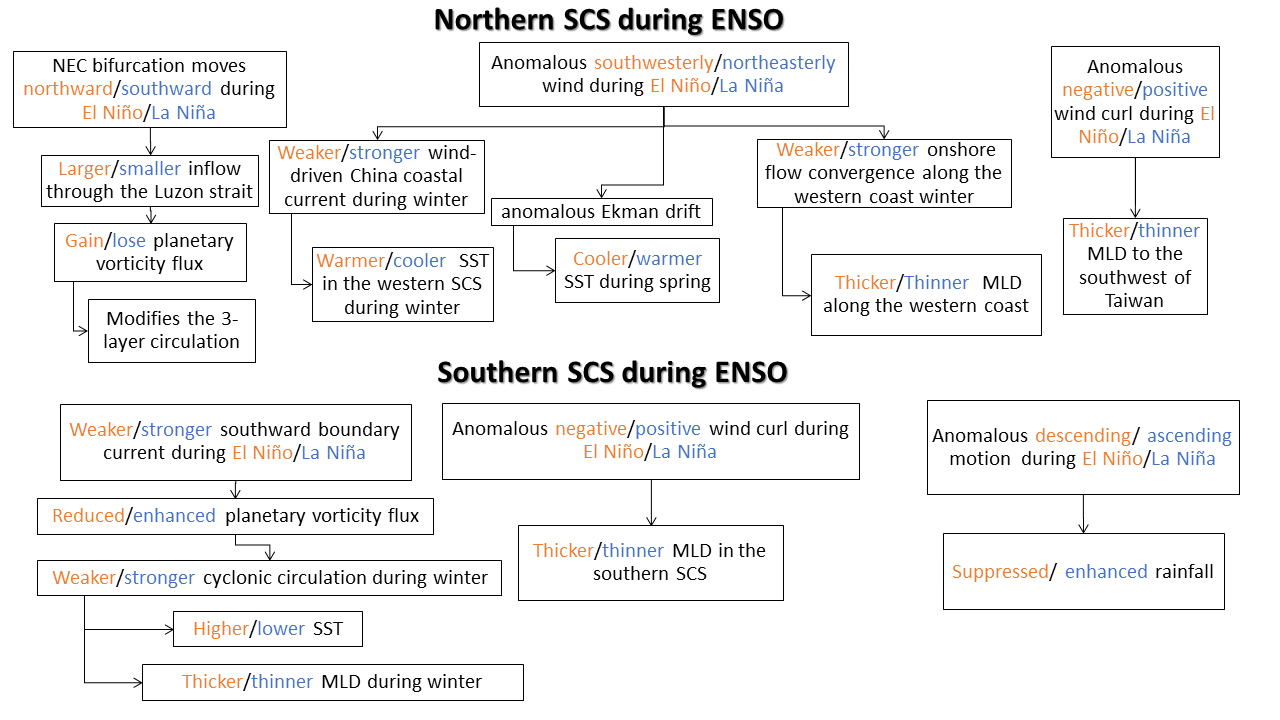 Northern SCS during ENSO
NEC bifurcation moves
northward/southward during
El Niño/La Niña
Larger/smaller inflow
through the Luzon strait
Gain/lose planetary
vorticity flux
Modifies the 3-
layer circulation
Anomalous southwesterly/northeasterly
wind during El Niño/La Niña
Weaker/stronger wind-
driven China coastal
current during winter
Warmer/cooler SST
in the western SCS
during winter
anomalous Ekman drift
Cooler/warmer
SST during spring
Weaker/stronger onshore
flow convergence along the
western coast winter
Thicker/Thinner MLD
along the western coast
Anomalous
negative/positive
wind curl during El
Niño/La Niña
Thicker/thinner
MLD to the
southwest of
Taiwan
Southern SCS during ENSO
Weaker/stronger southward boundary
current during El Niño/La Niña
Reduced/enhanced planetary vorticity flux
Weaker/stronger cyclonic circulation during winter
Higher/lower SST
Thicker/thinner MLD during winter
Anomalous negative/positive wind curl during
El Niño/La Niña
Thicker/thinner MLD in the
southern SCS
Anomalous descending/ ascending
motion during El Niño/La Niña
Suppressed/ enhanced rainfall